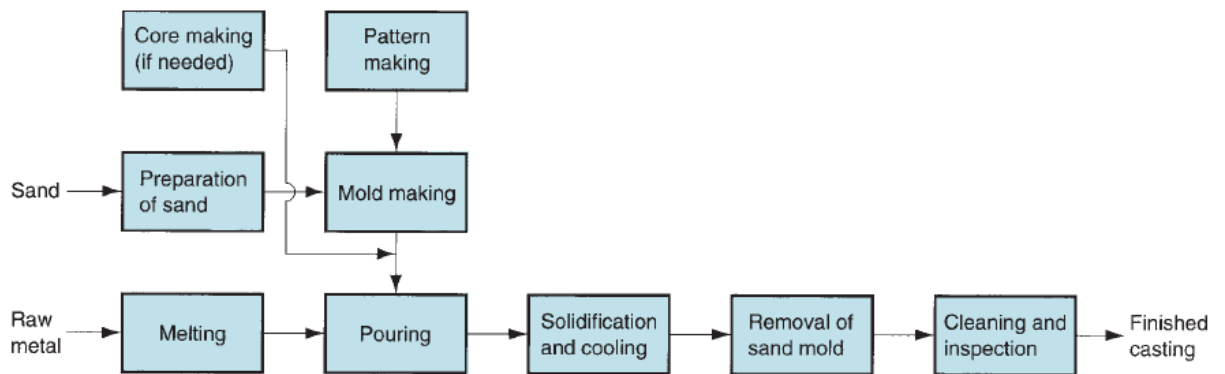 Core making
(if needed)
Pattern
making
Sand
Preparation
of sand
Mold making
Raw
metal
Melting
Pouring
Solidification
and cooling
Removal of
sand mold
Cleaning and
inspection
Finished
casting